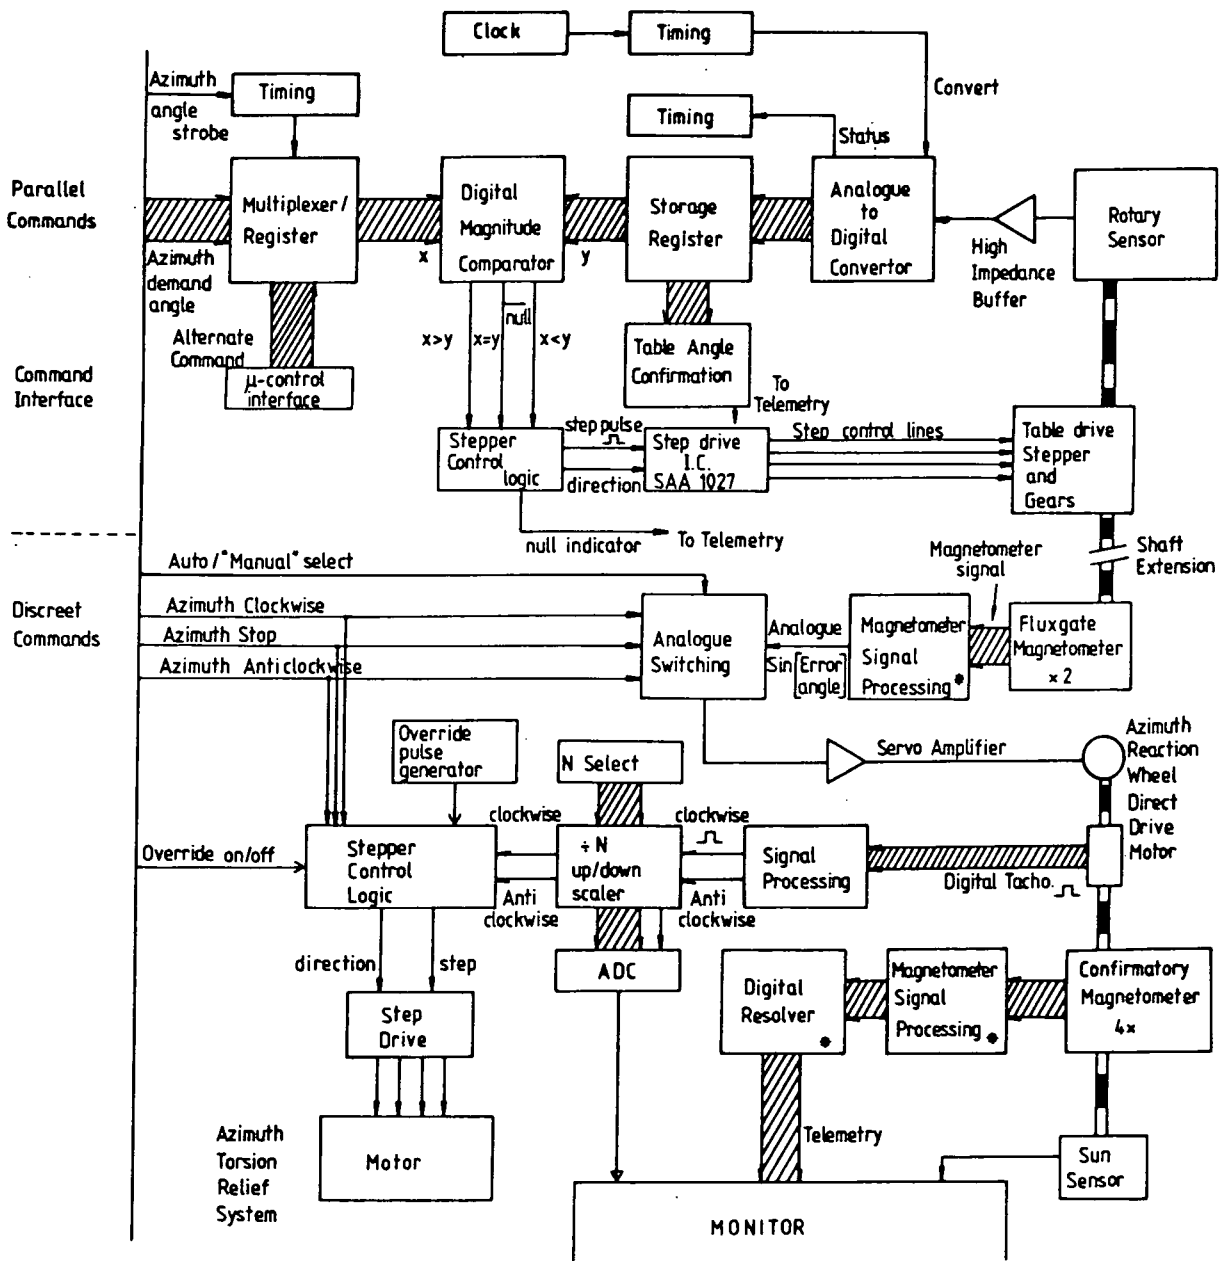 Clock
Timing
Azimuth
angle
strobe
Timing
Timing
Convert
Status
Parallel
Commands
Multiplexer/
Register
Digital
Magnitude
Comparator
Storage
Register
Analogue
to
Digital
Convertor
Rotary
Sensor
High
Impedance
Buffer
x
y
Azimuth
demand
angle
Alternate
Command
μ-control
interface
Command
Interface
x>y
x=y
null
x<y
Table Angle
Confirmation
To
Telemetry
Stepper
Control
logic
step pulse
direction
Step drive
I.C.
SAA 1027
Step control lines
Table drive
Stepper
and
Gears
null indicator
To Telemetry
Shaft
Extension
Auto/"Manual" select
Magnetometer
signal
Discreet
Commands
Azimuth Clockwise
Azimuth Stop
Azimuth Anticlockwise
Analogue
Switching
Analogue
Sin[Error angle]
Magnetometer
Signal
Processing *
Fluxgate
Magnetometer
x 2
Override
pulse
generator
N Select
Servo Amplifier
Azimuth
Reaction
Wheel
Direct
Drive
Motor
Override on/off
Stepper
Control
Logic
clockwise
Anti
clockwise
÷N
up/down
scaler
clockwise
Anti
clockwise
Signal
Processing
Digital Tacho.
direction
step
ADC
Digital
Resolver
*
Magnetometer
Signal
Processing *
Confirmatory
Magnetometer
4x
Step
Drive
Azimuth
Torsion
Relief
System
Motor
Telemetry
Sun
Sensor
MONITOR